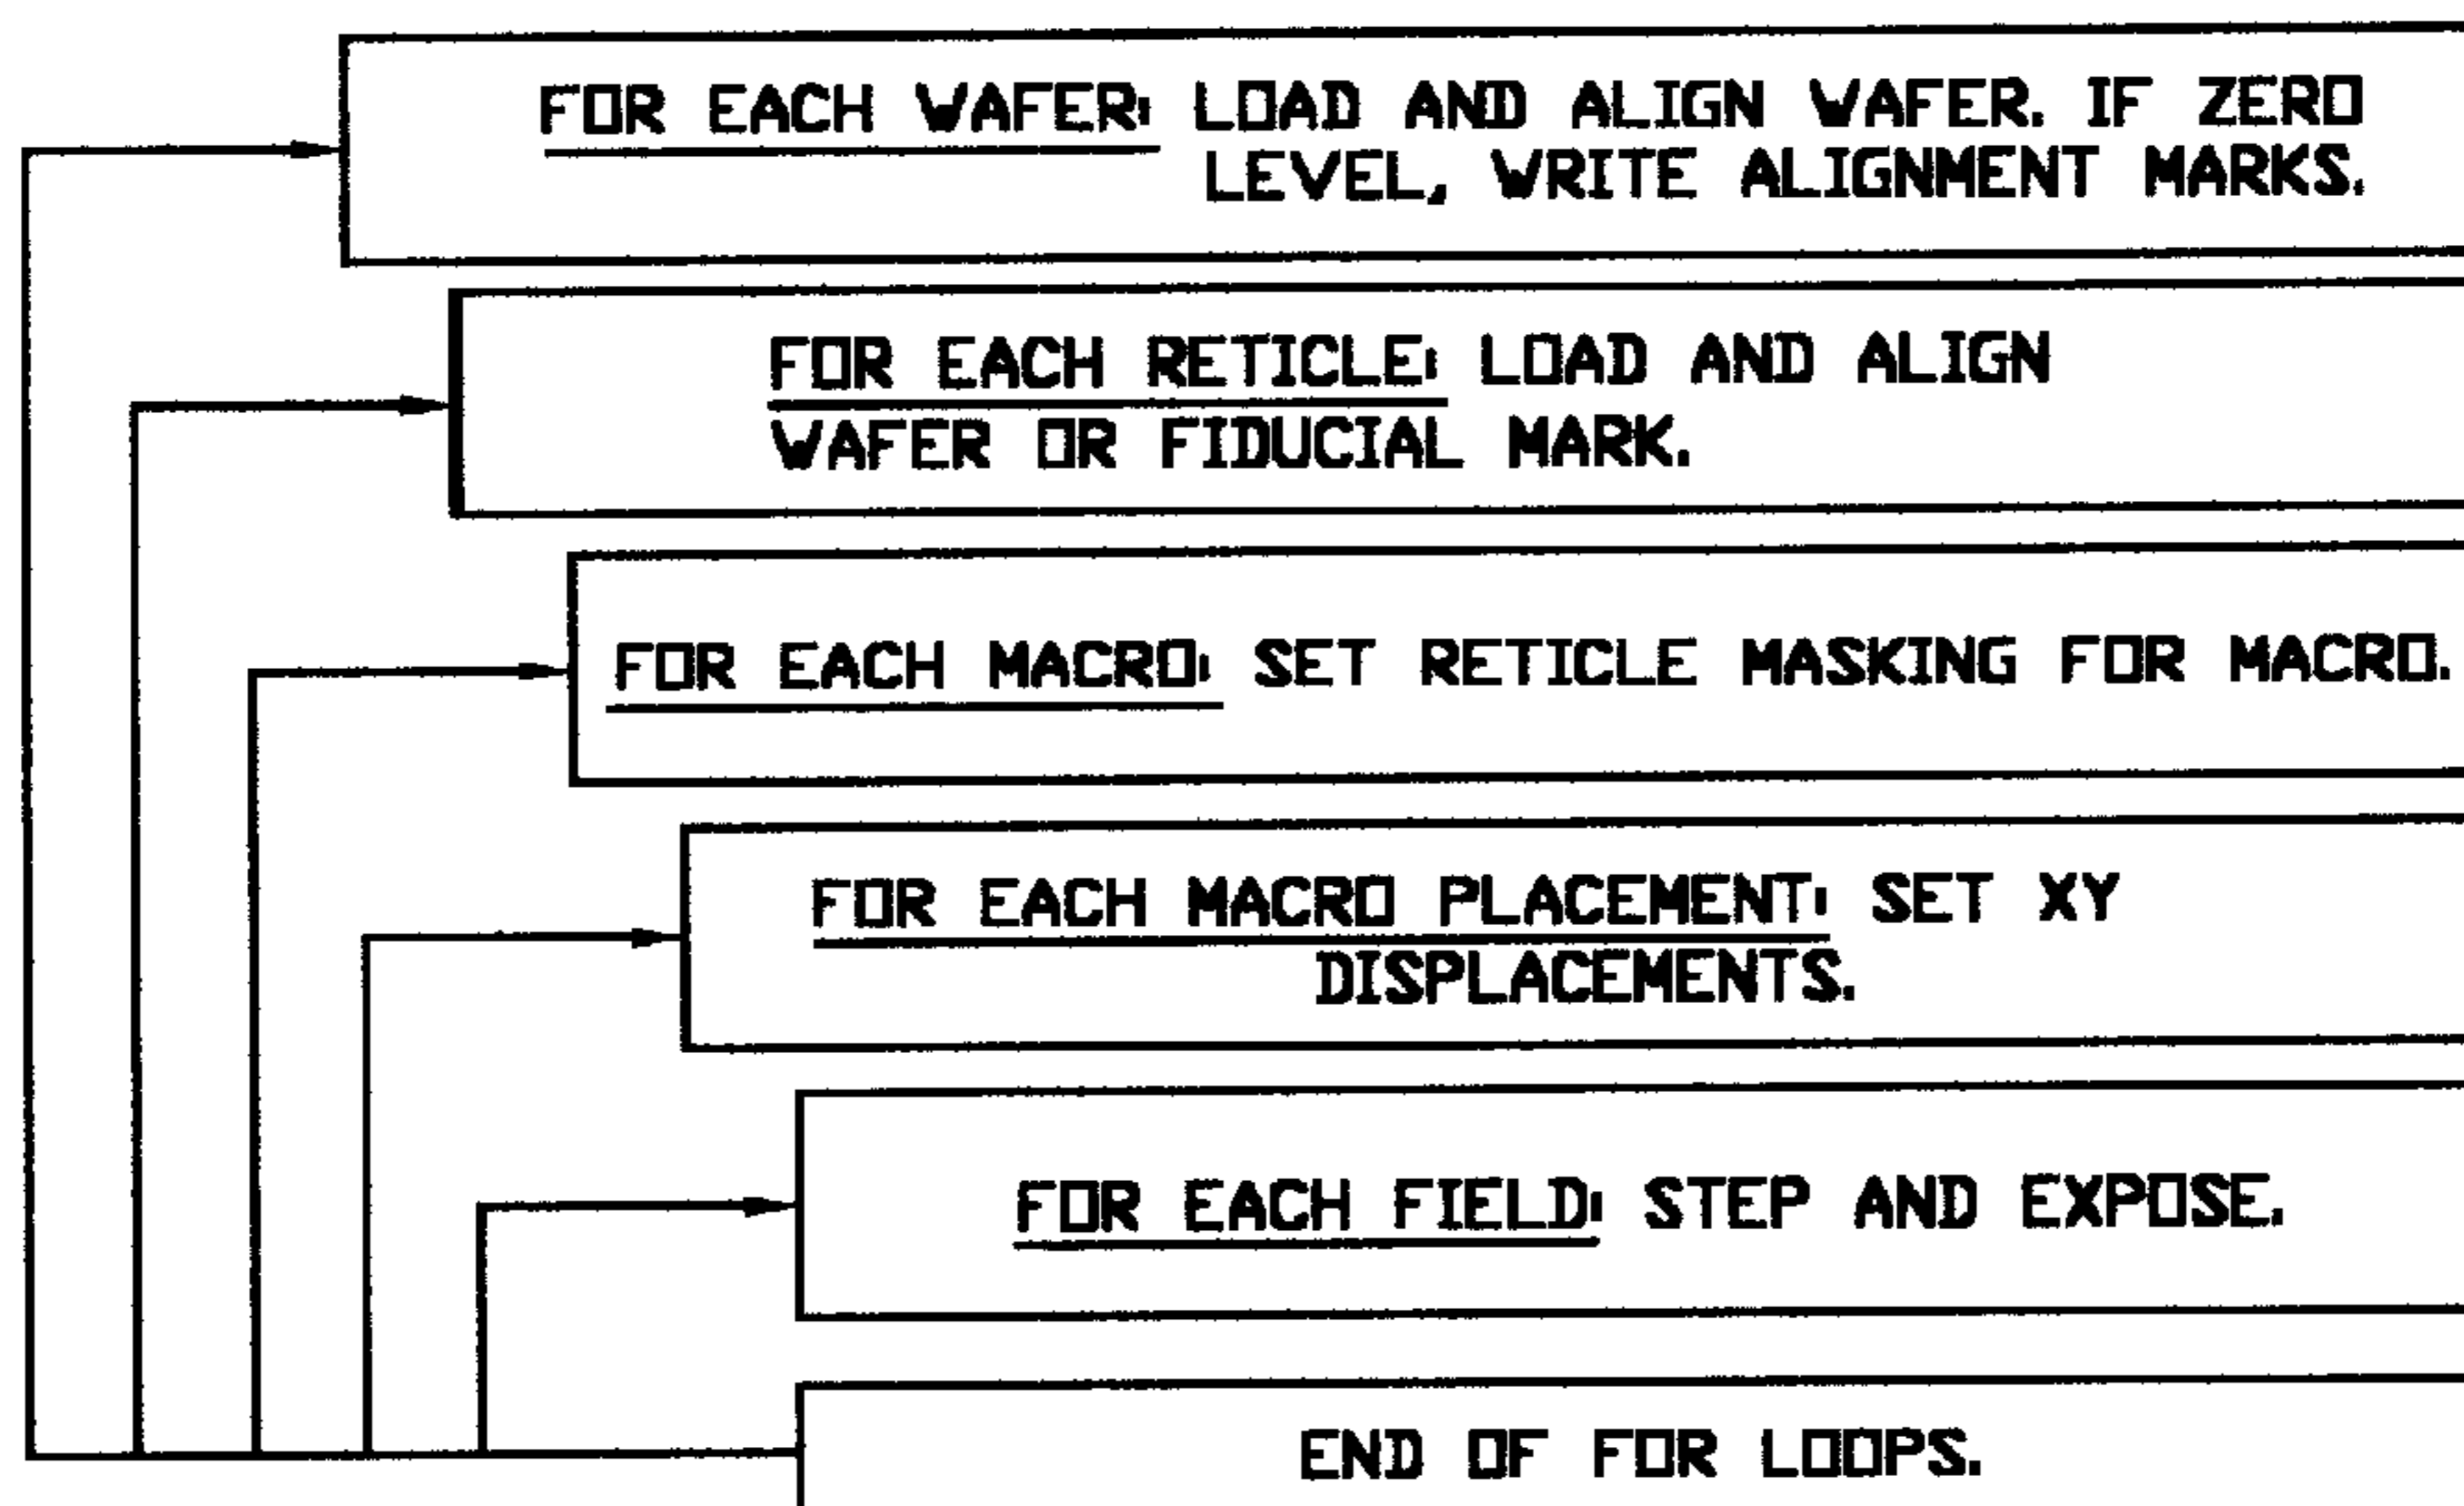 FOR EACH WAFER: LOAD AND ALIGN WAFER. IF ZERO
LEVEL, WRITE ALIGNMENT MARKS.
FOR EACH RETICLE: LOAD AND ALIGN
WAFER OR FIDUCIAL MARK.
FOR EACH MACRO: SET RETICLE MASKING FOR MACRO.
FOR EACH MACRO PLACEMENT: SET XY
DISPLACEMENTS.
FOR EACH FIELD: STEP AND EXPOSE.
END OF FOR LOOPS.